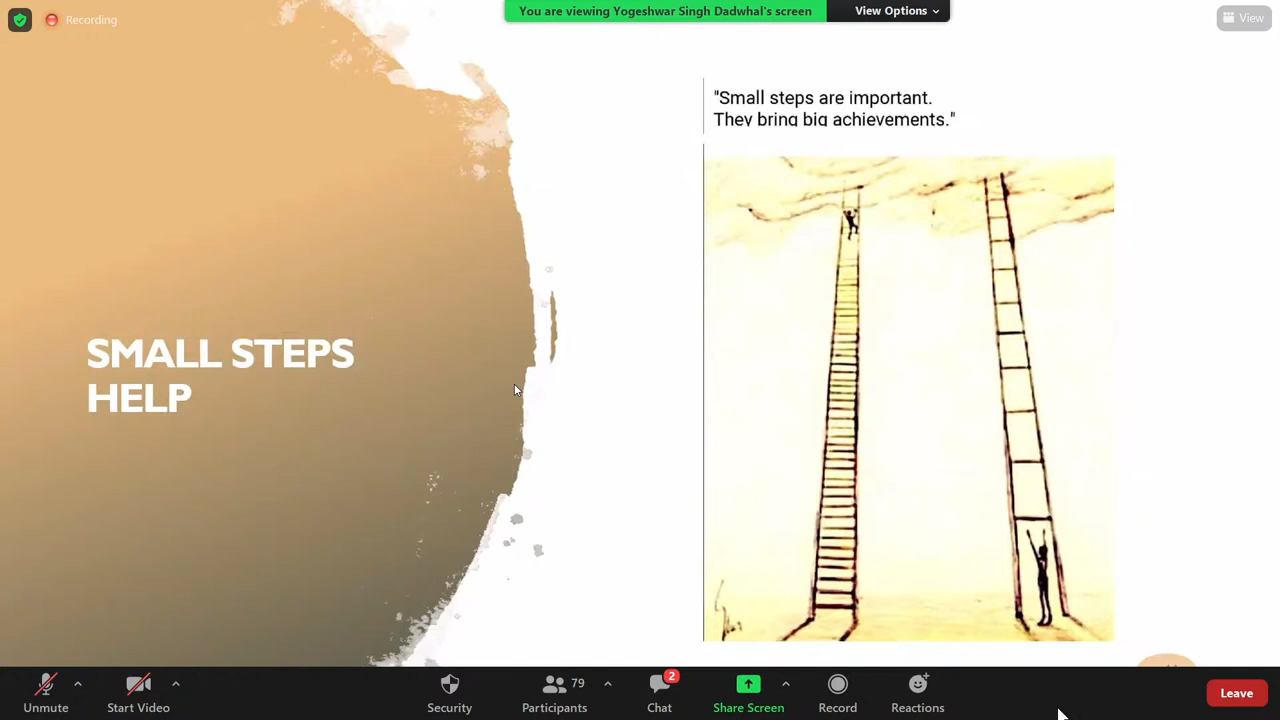 Recording
You are viewing Yogeshwar Singh Dadwhal's screen
View Options
View
"Small steps are important.
They bring big achievements."
SMALL STEPS
HELP
Unmute
Start Video
Security
79
Participants
2
Chat
Share Screen
Record
Reactions
Leave